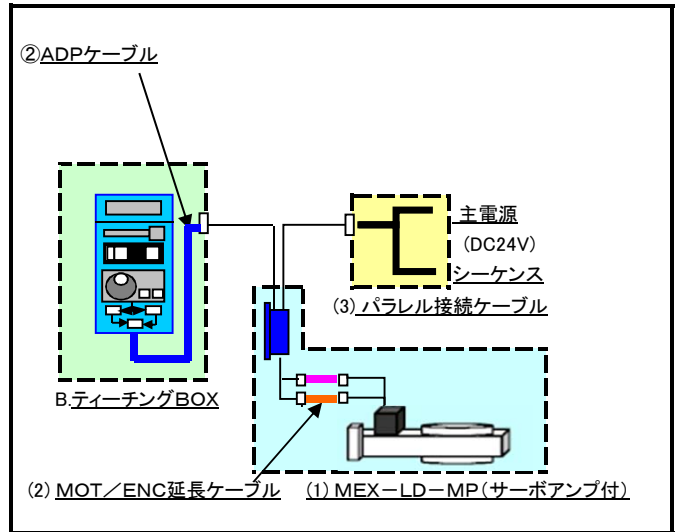 ②ADPケーブル
主電源
(DC24V)
シーケンス
(3) パラレル接続ケーブル
B.ティーチングBOX
(2) MOT/ENC延長ケーブル
(1) MEX-LD-MP(サーボアンプ付)